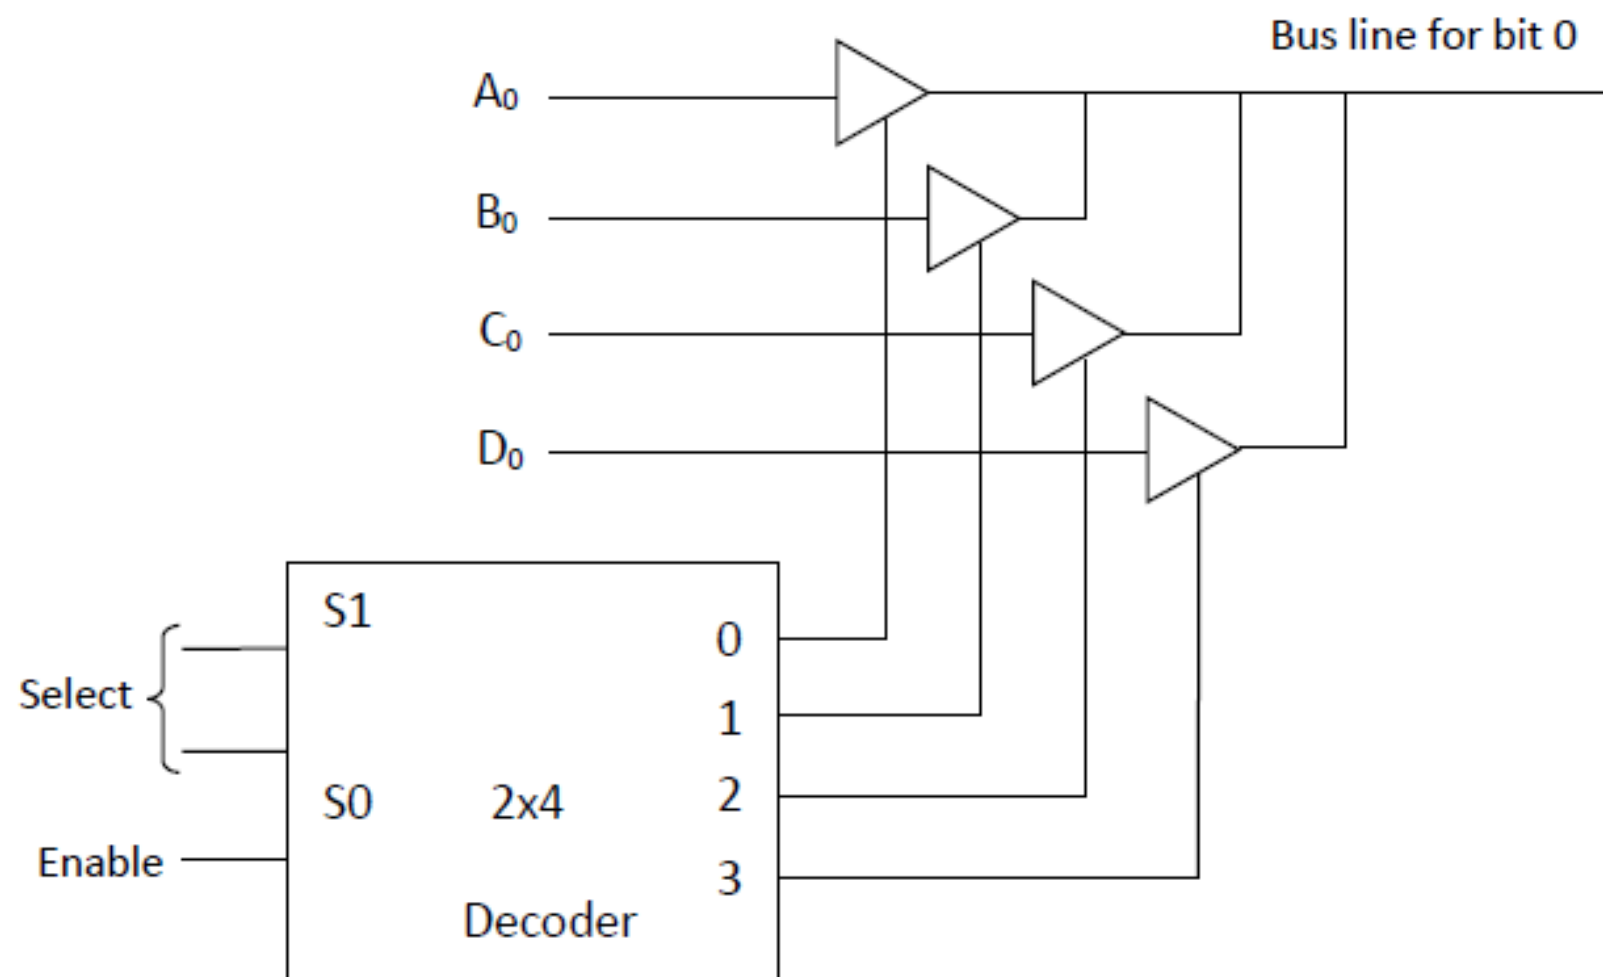 Bus line for bit 0
A₀
B₀
C₀
D₀
S1
0
Select
1
S0 2x4 2
Enable
3
Decoder